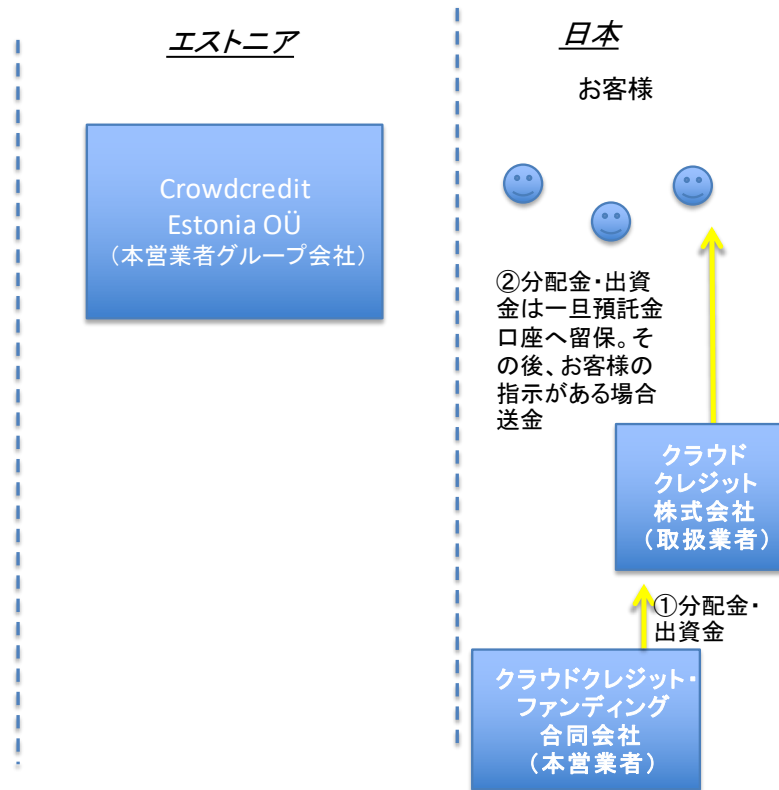 エストニア
日本
お客様
Crowdcredit
Estonia OÜ
（本営業者グループ会社）
②分配金・出資
金は一旦預託金
口座へ留保。そ
の後、お客様の
指示がある場合
送金
クラウド
クレジット
株式会社
（取扱業者）
①分配金・
出資金
クラウドクレジット・
ファンディング
合同会社
（本営業者）